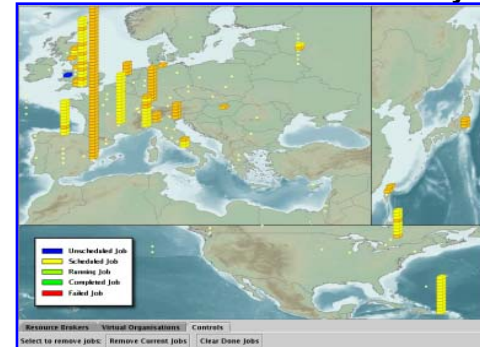 Unscheduled Job
Scheduled Job
Running Job
Completed Job
Failed Job
Resource Brokers Virtual Organisations Controls
Select to remove jobs: Remove Current Jobs Clear Done Jobs